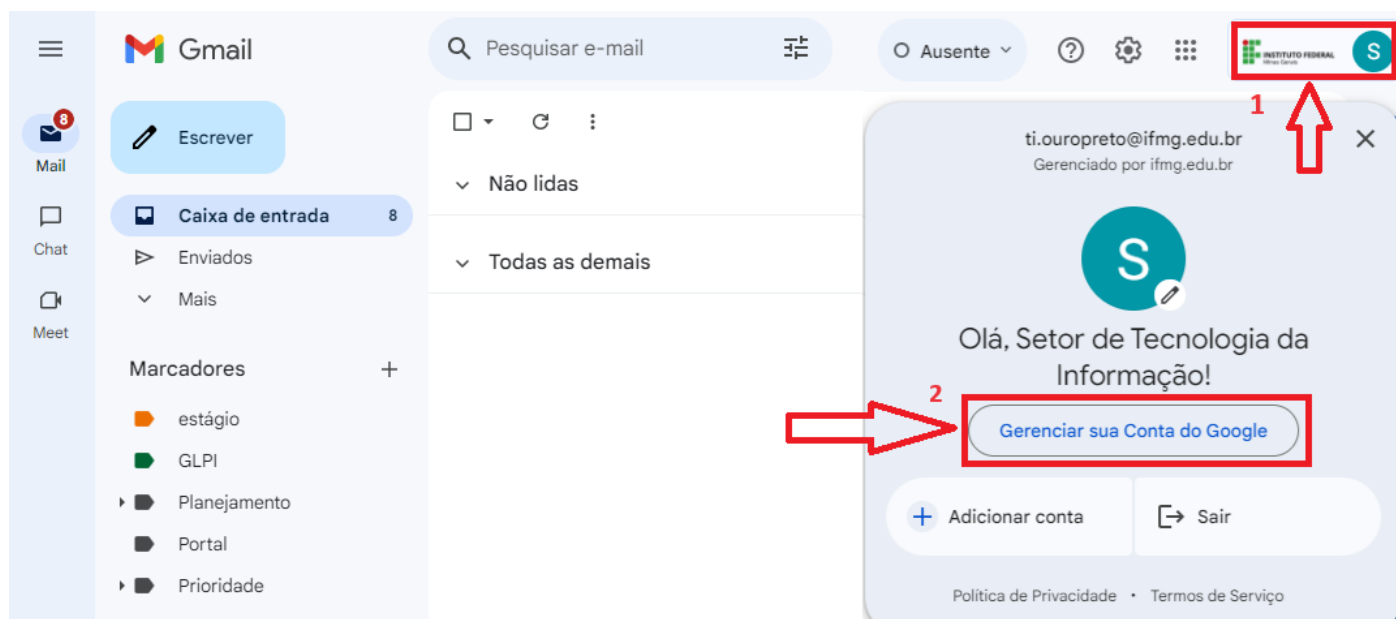 Gmail
Pesquisar e-mail
Ausente
INSTITUTO FEDERAL
Minas Gerais
S
1
8
Mail
Chat
Meet
Escrever
Caixa de entrada 8
Enviados
Mais
Marcadores
estágio
GLPI
Planejamento
Portal
Prioridade
Não lidas
Todas as demais
ti.ouropreto@ifmg.edu.br
Gerenciado por ifmg.edu.br
S
Olá, Setor de Tecnologia da
Informação!
2
Gerenciar sua Conta do Google
Adicionar conta
Sair
Política de Privacidade • Termos de Serviço